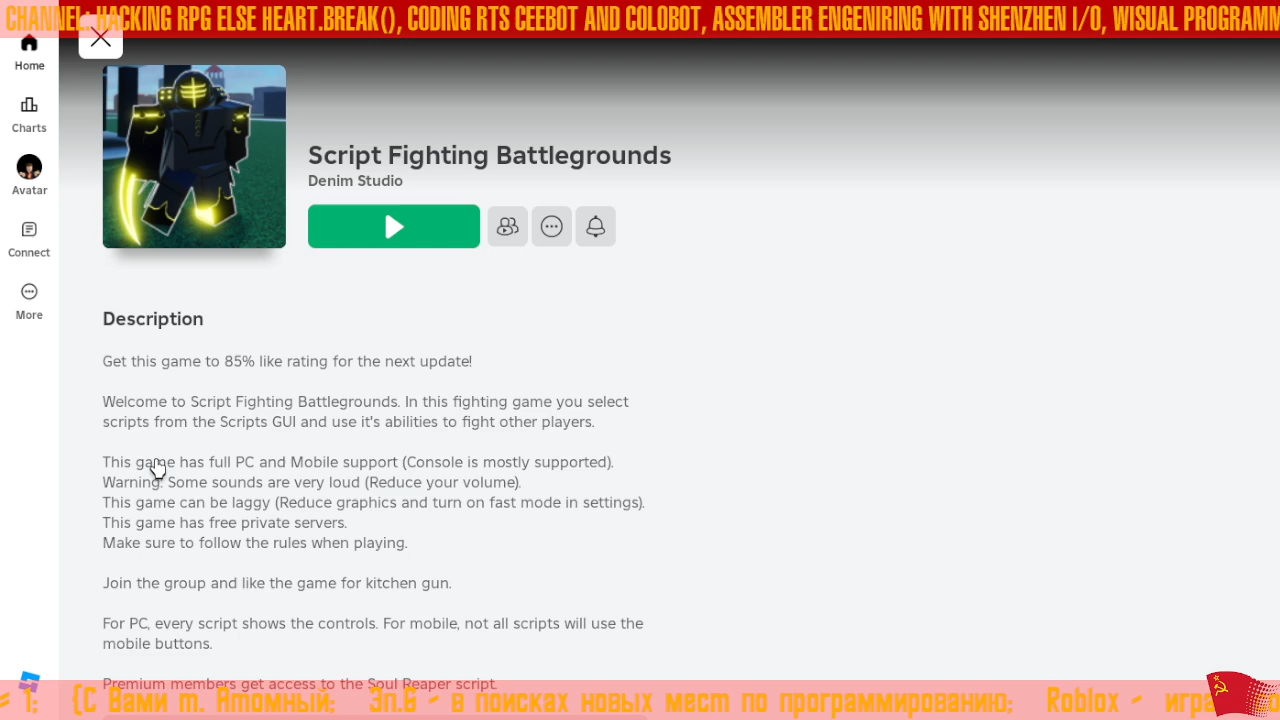 CHANNEL: HACKING RPG ELSE HEART.BREAK(), CODING RTS CEEBOT AND COLOBOT, ASSEMBLER ENGENIRING WITH SHENZHEN I/O, WISUAL PROGRAMM
Home
Charts
Avatar
Connect
More
Script Fighting Battlegrounds
Denim Studio
Description
Get this game to 85% like rating for the next update!
Welcome to Script Fighting Battlegrounds. In this fighting game you select
scripts from the Scripts GUI and use it's abilities to fight other players.
This game has full PC and Mobile support (Console is mostly supported).
Warning: Some sounds are very loud (Reduce your volume).
This game can be laggy (Reduce graphics and turn on fast mode in settings).
This game has free private servers.
Make sure to follow the rules when playing.
Join the group and like the game for kitchen gun.
For PC, every script shows the controls. For mobile, not all scripts will use the
mobile buttons.
Premium members get access to the Soul Reaper script.
= 1; {С Вами т. Атомный; Эп.6 - в поисках новых мест по программированию; Roblox - игра